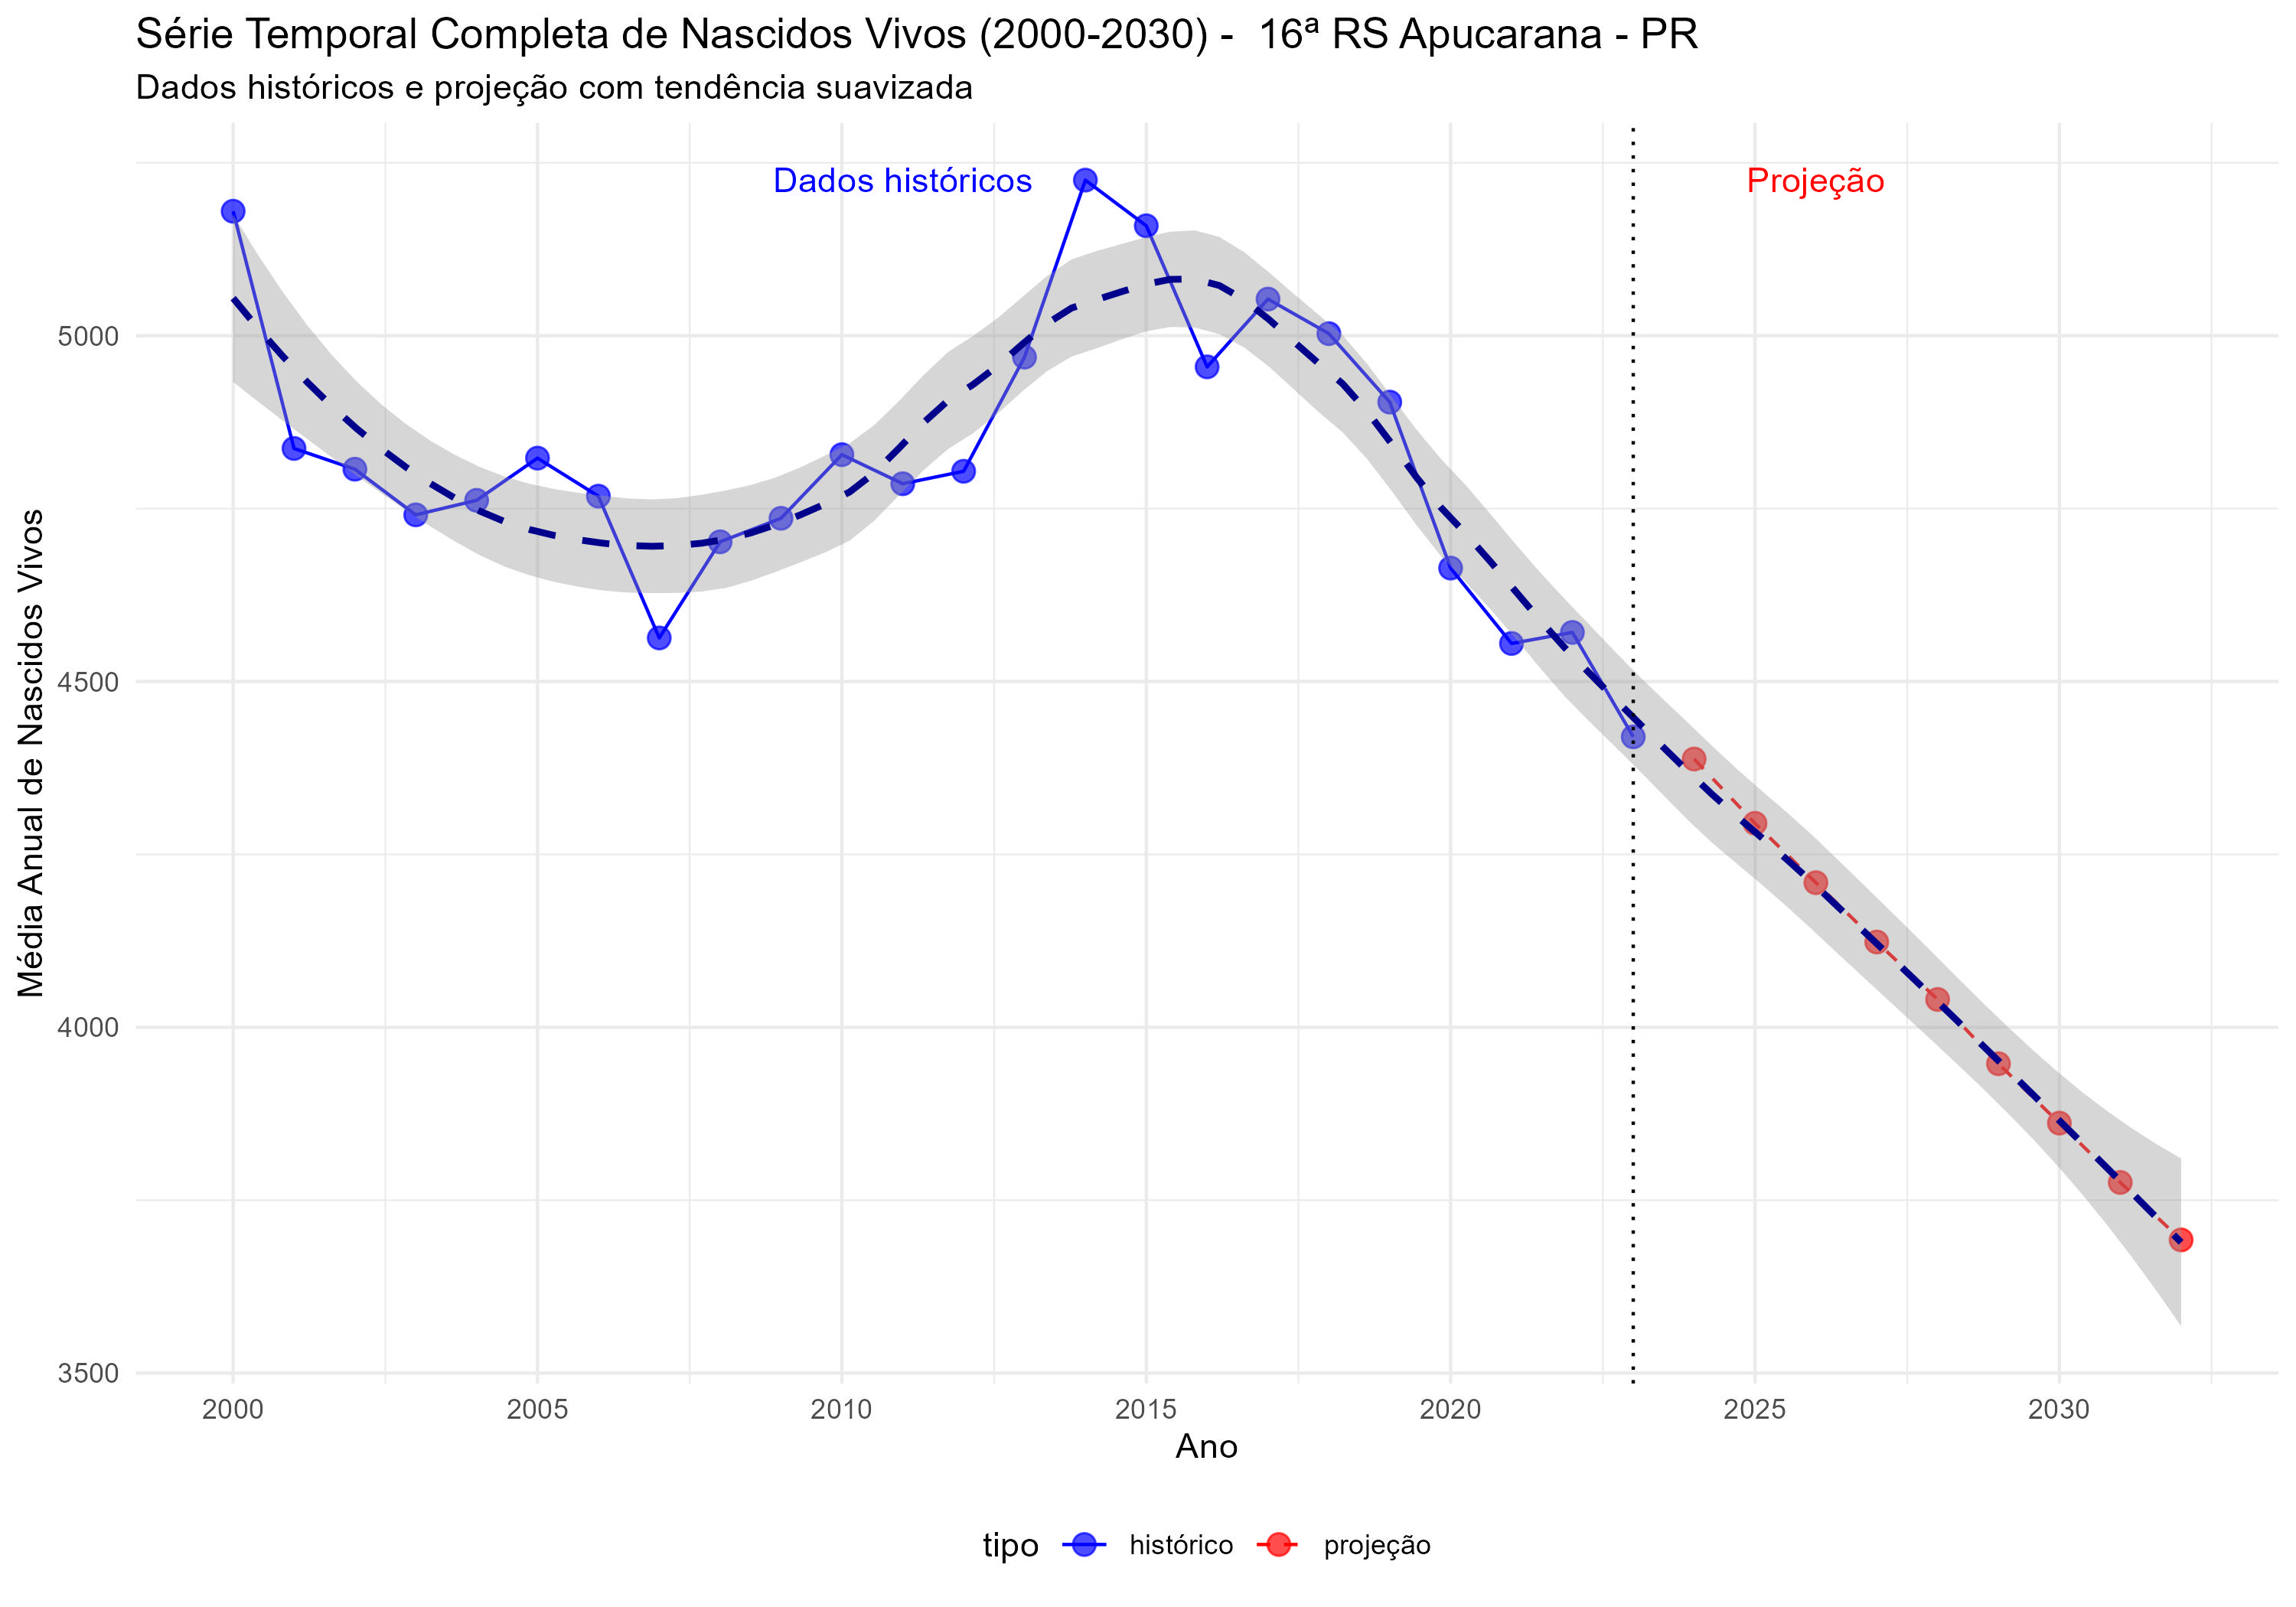 Série Temporal Completa de Nascidos Vivos (2000-2030) -  16ª RS Apucarana - PR
Dados históricos e projeção com tendência suavizada
Dados históricos
Projeção
Média Anual de Nascidos Vivos
5000
4500
4000
3500
2000
2005
2010
2015
2020
2025
2030
Ano
tipo
histórico
projeção